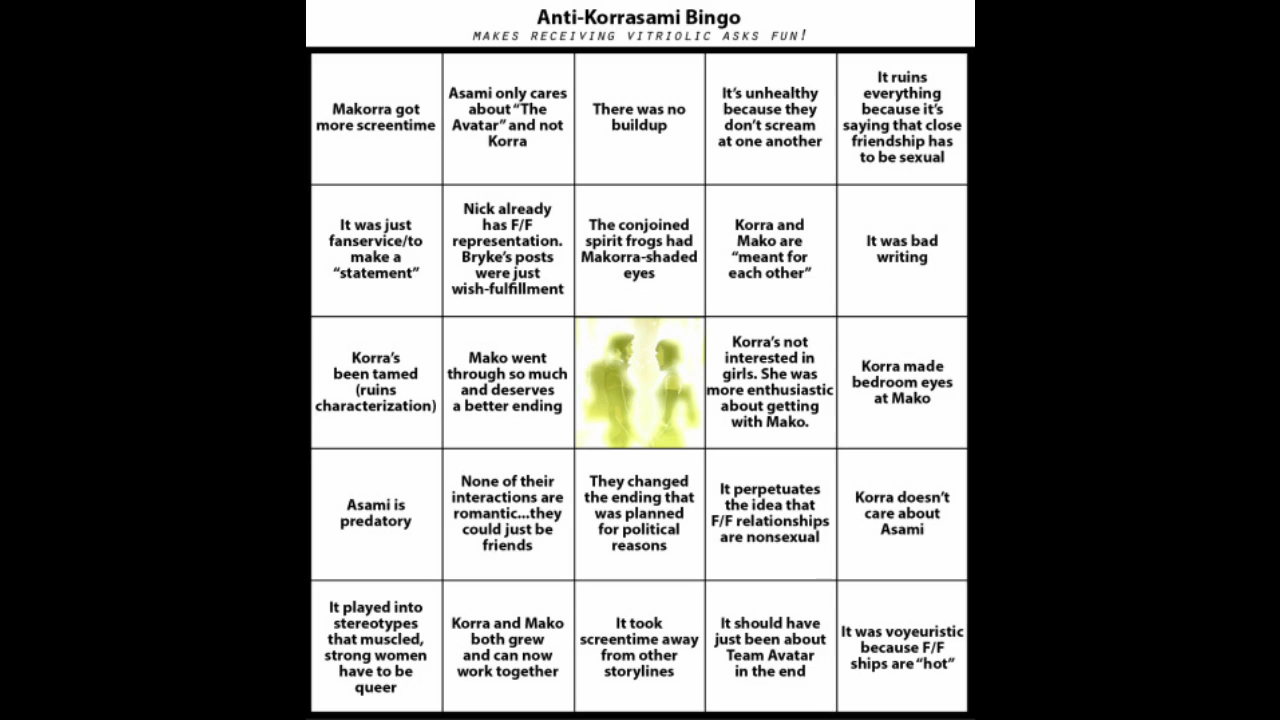 Anti-Korrasami Bingo
MAKES RECEIVING VITRIOLIC ASKS FUN!
Makorra got
more screentime
Asami only cares
about “The
Avatar” and not
Korra
There was no
buildup
It’s unhealthy
because they
don’t scream
at one another
It ruins
everything
because it’s
saying that close
friendship has
to be sexual
It was just
fanservice/to
make a
“statement”
Nick already
has F/F
representation.
Bryke’s posts
were just
wish-fulfillment
The conjoined
spirit frogs had
Makorra-shaded
eyes
Korra and
Mako are
“meant for
each other”
It was bad
writing
Korra’s
been tamed
(ruins
characterization)
Mako went
through so much
and deserves
a better ending
Korra’s not
interested in
girls. She was
more enthusiastic
about getting
with Mako.
Korra made
bedroom eyes
at Mako
Asami is
predatory
None of their
interactions are
romantic...they
could just be
friends
They changed
the ending that
was planned
for political
reasons
It perpetuates
the idea that
F/F relationships
are nonsexual
Korra doesn’t
care about
Asami
It played into
stereotypes
that muscled,
strong women
have to be
queer
Korra and Mako
both grew
and can now
work together
It took
screentime away
from other
storylines
It should have
just been about
Team Avatar
in the end
It was voyeuristic
because F/F
ships are “hot”